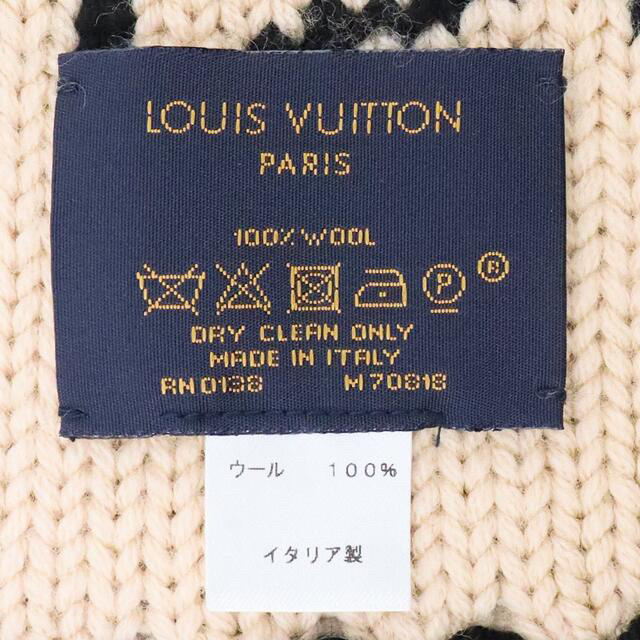 LOUIS VUITTON
PARIS
100% WOOL
P
®
DRY CLEAN ONLY
MADE IN ITALY
RN0138 M70818
ウール 100%
イタリア製